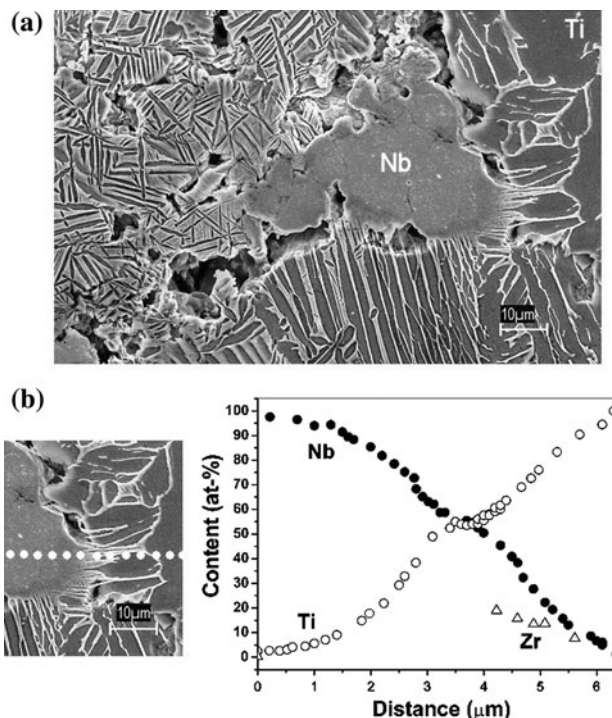 (a)
Ti
Nb
10μm
(b)
10μm
100
90
80
70
60
50
40
30
20
10
0
Content (at-%)
Nb
Ti
Zr
0 1 2 3 4 5 6
Distance (μm)